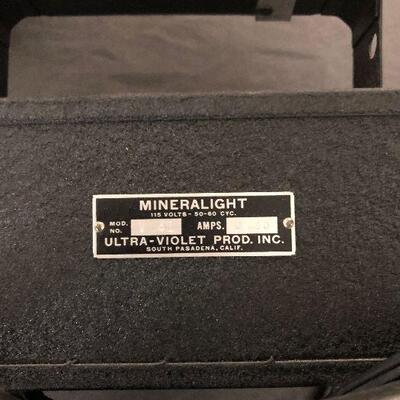 MINERALIGHT
115 VOLTS - 50-60 CYC.
MOD. NO. AMPS.
ULTRA-VIOLET PROD. INC.
SOUTH PASADENA, CALIF.